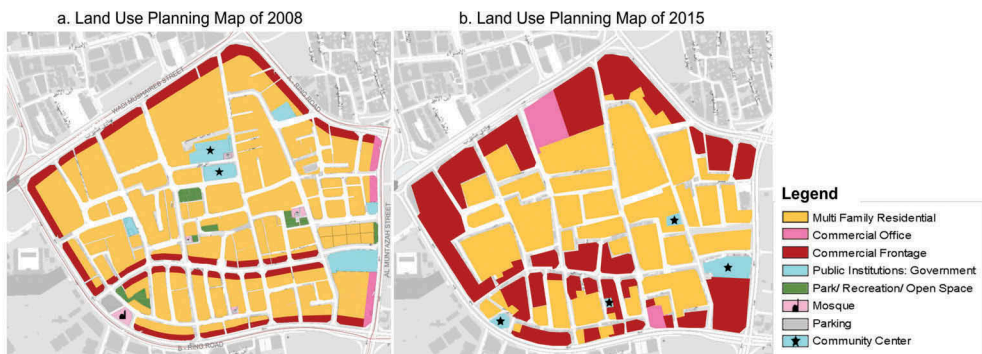 a. Land Use Planning Map of 2008
b. Land Use Planning Map of 2015
WADI MUSHAIREB STREET
A - RING ROAD
AL MUNTAZAH STREET
B - RING ROAD
Legend
Multi Family Residential
Commercial Office
Commercial Frontage
Public Institutions: Government
Park/ Recreation/ Open Space
Mosque
Parking
Community Center